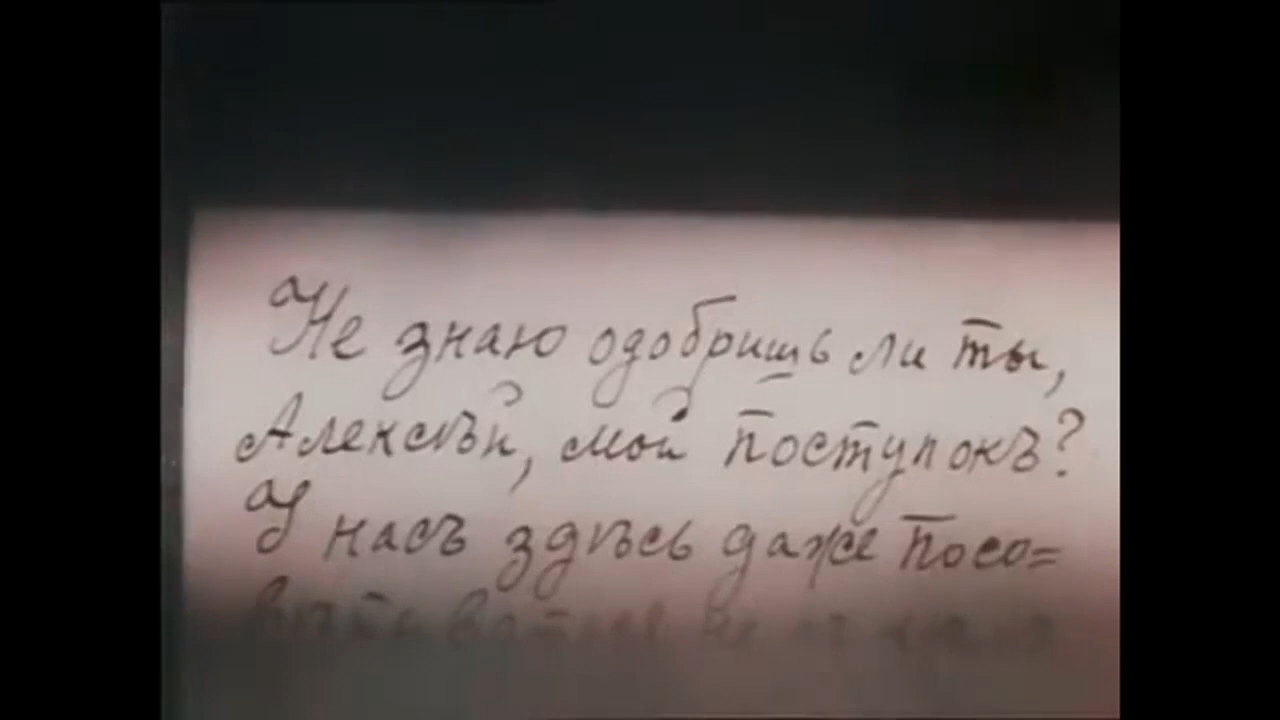 Не знаю одобришь ли ты,
Алексѣй, мой поступокъ?
У насъ здѣсь даже посо=